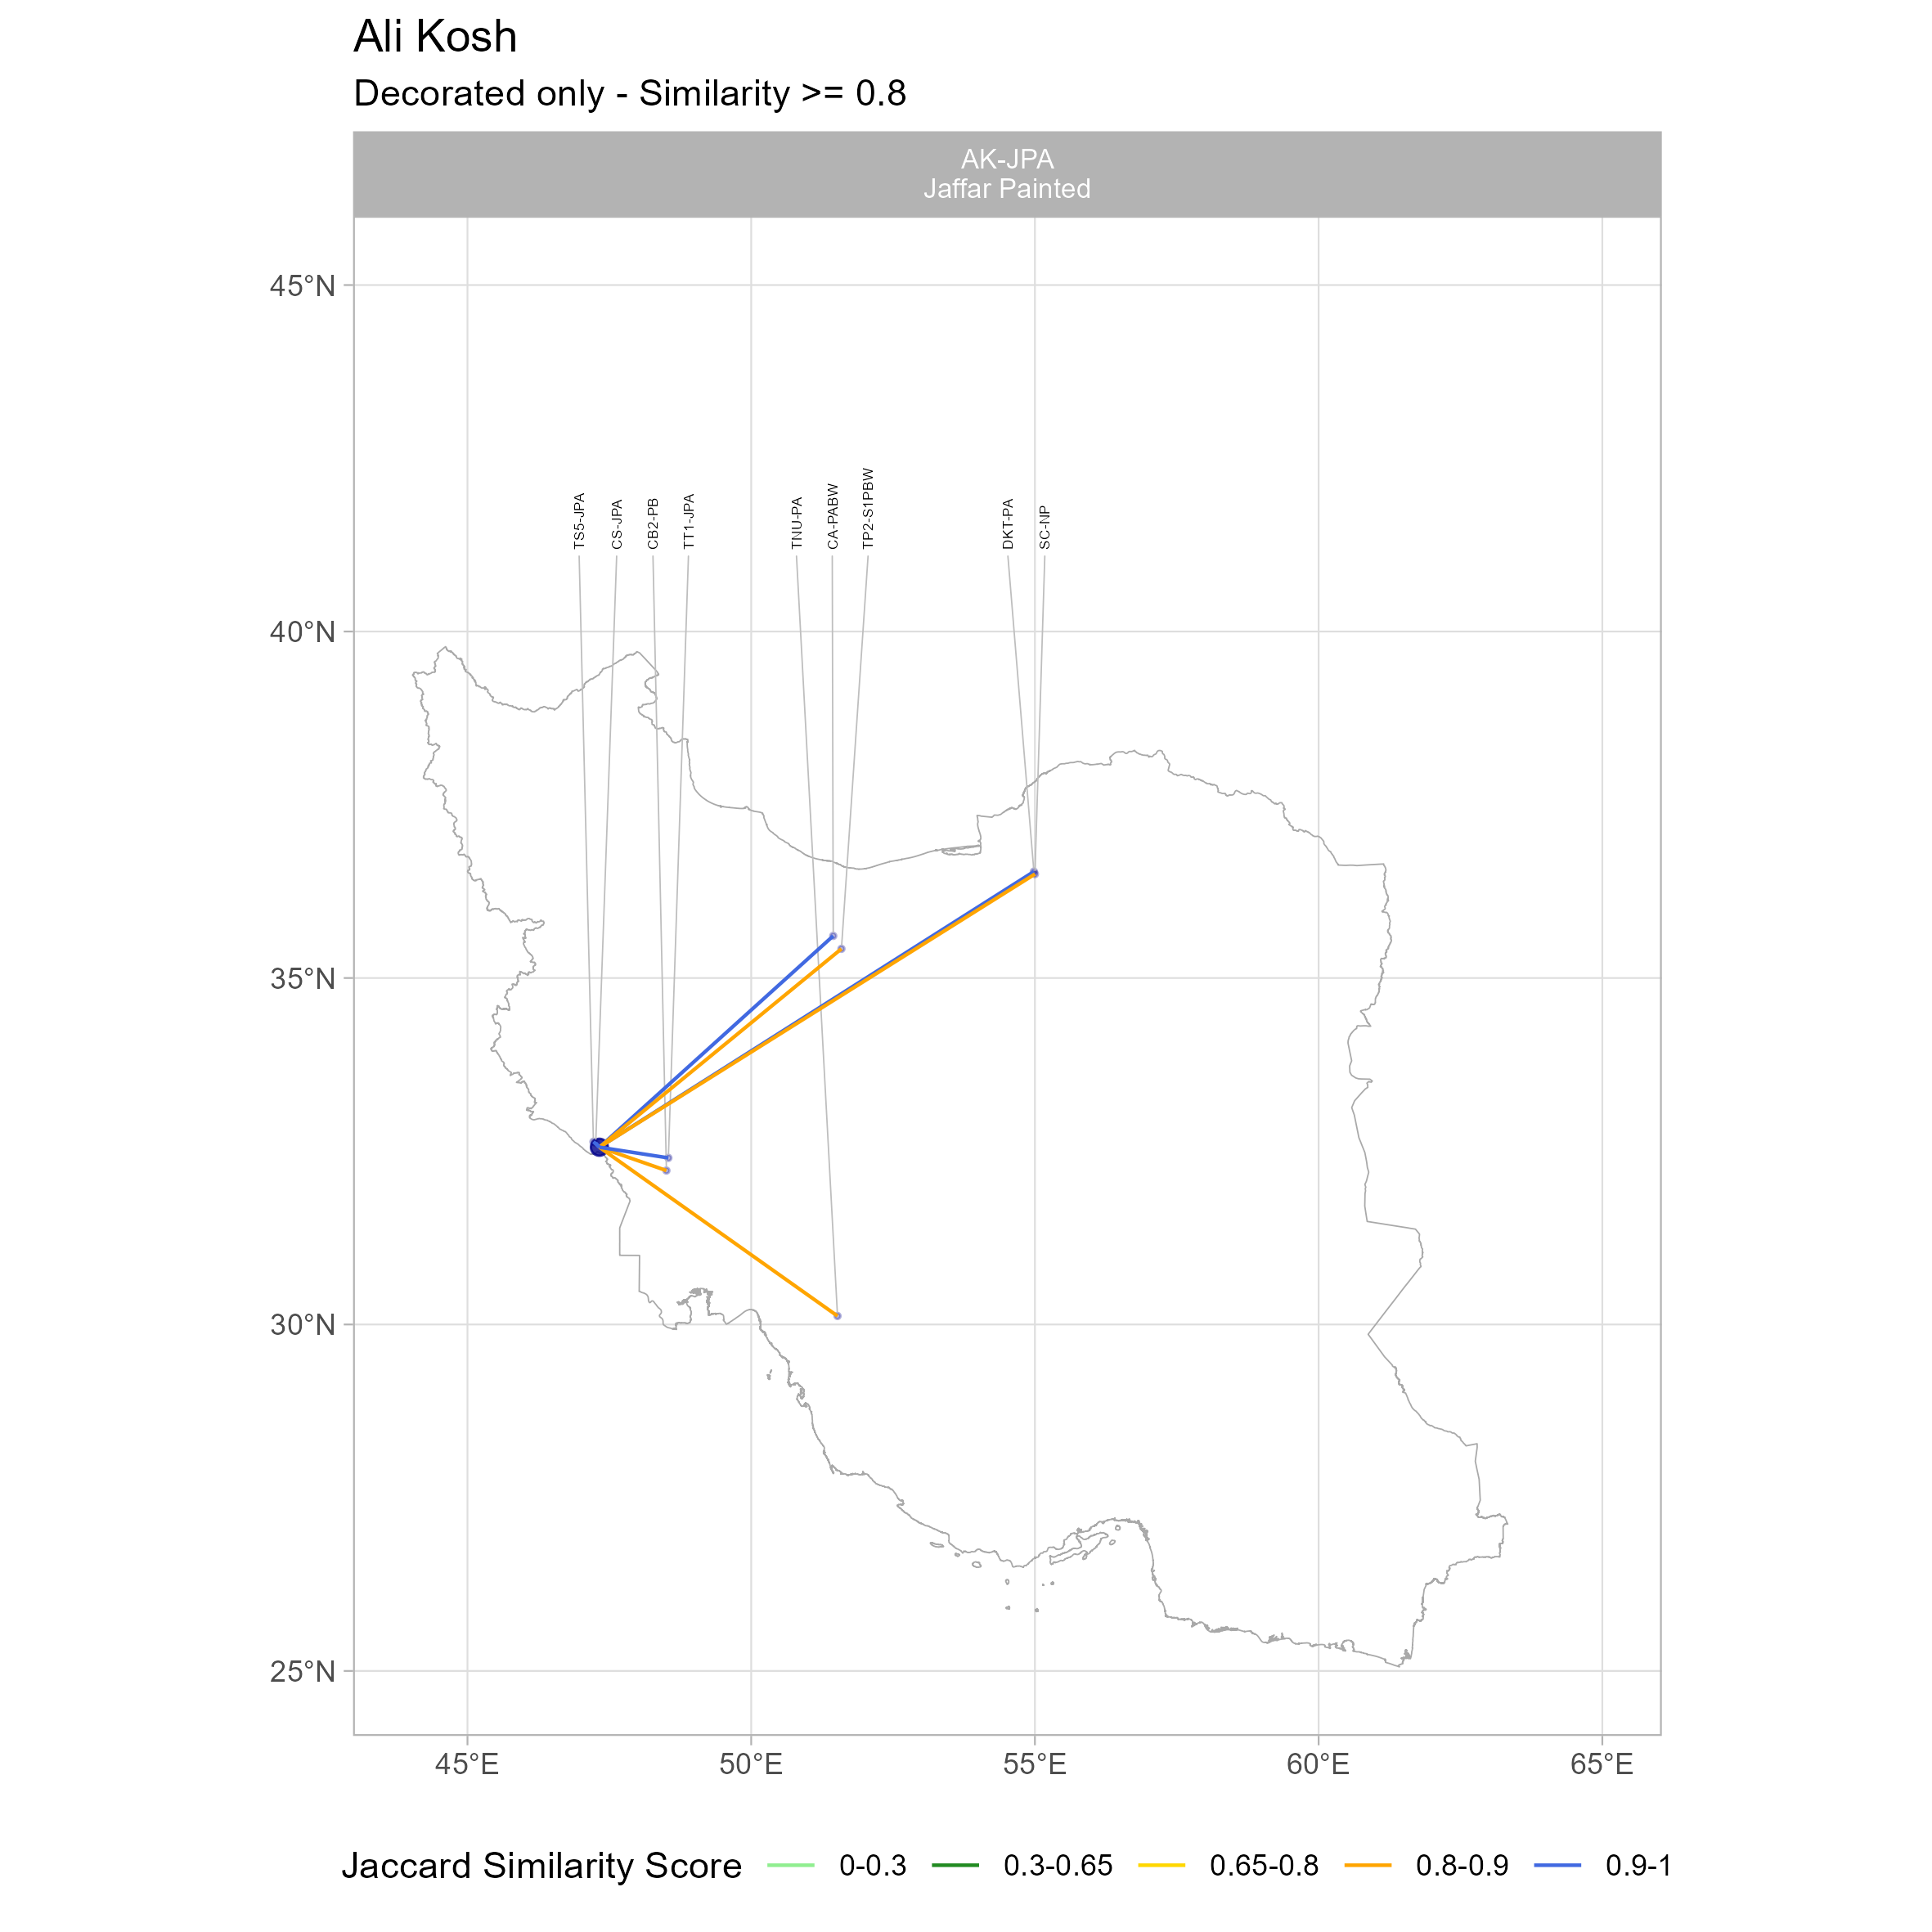 Ali Kosh
Decorated only - Similarity >= 0.8
AK-JPA
Jaffar Painted
45°N
40°N
35°N
30°N
25°N
TS5-JPA
CS-JPA
CB2-PB
TT1-JPA
TNU-PA
CA-PABW
TP2-S1PBW
DKT-PA
SC-NP
45°E 50°E 55°E 60°E 65°E
Jaccard Similarity Score 0-0.3 0.3-0.65 0.65-0.8 0.8-0.9 0.9-1